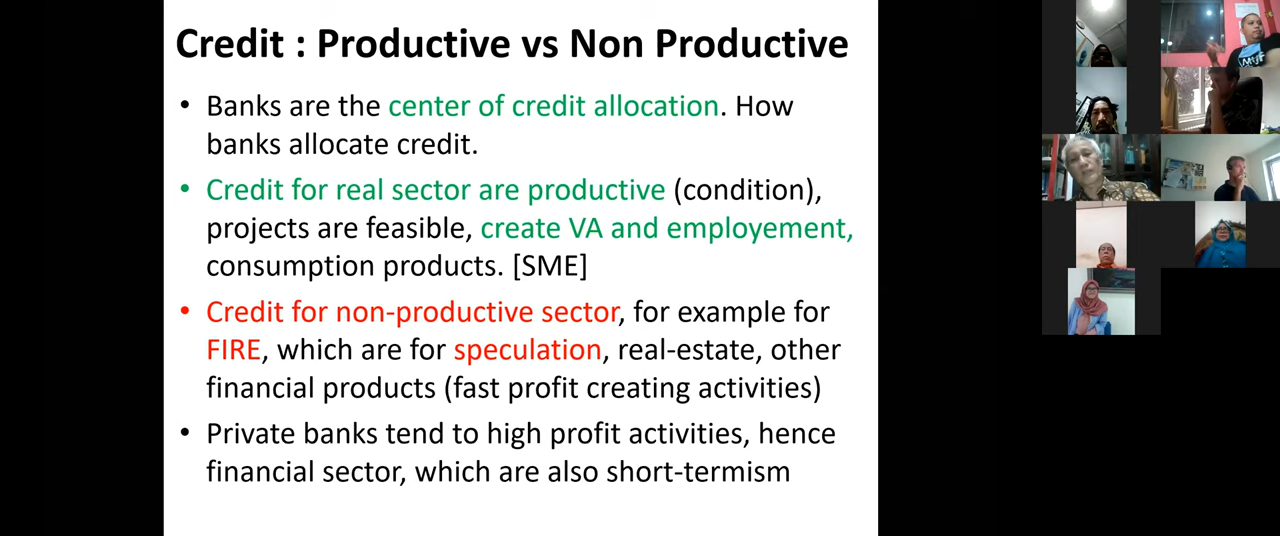 Credit : Productive vs Non Productive
• Banks are the center of credit allocation. How
banks allocate credit.
• Credit for real sector are productive (condition),
projects are feasible, create VA and employement,
consumption products. [SME]
• Credit for non-productive sector, for example for
FIRE, which are for speculation, real-estate, other
financial products (fast profit creating activities)
• Private banks tend to high profit activities, hence
financial sector, which are also short-termism